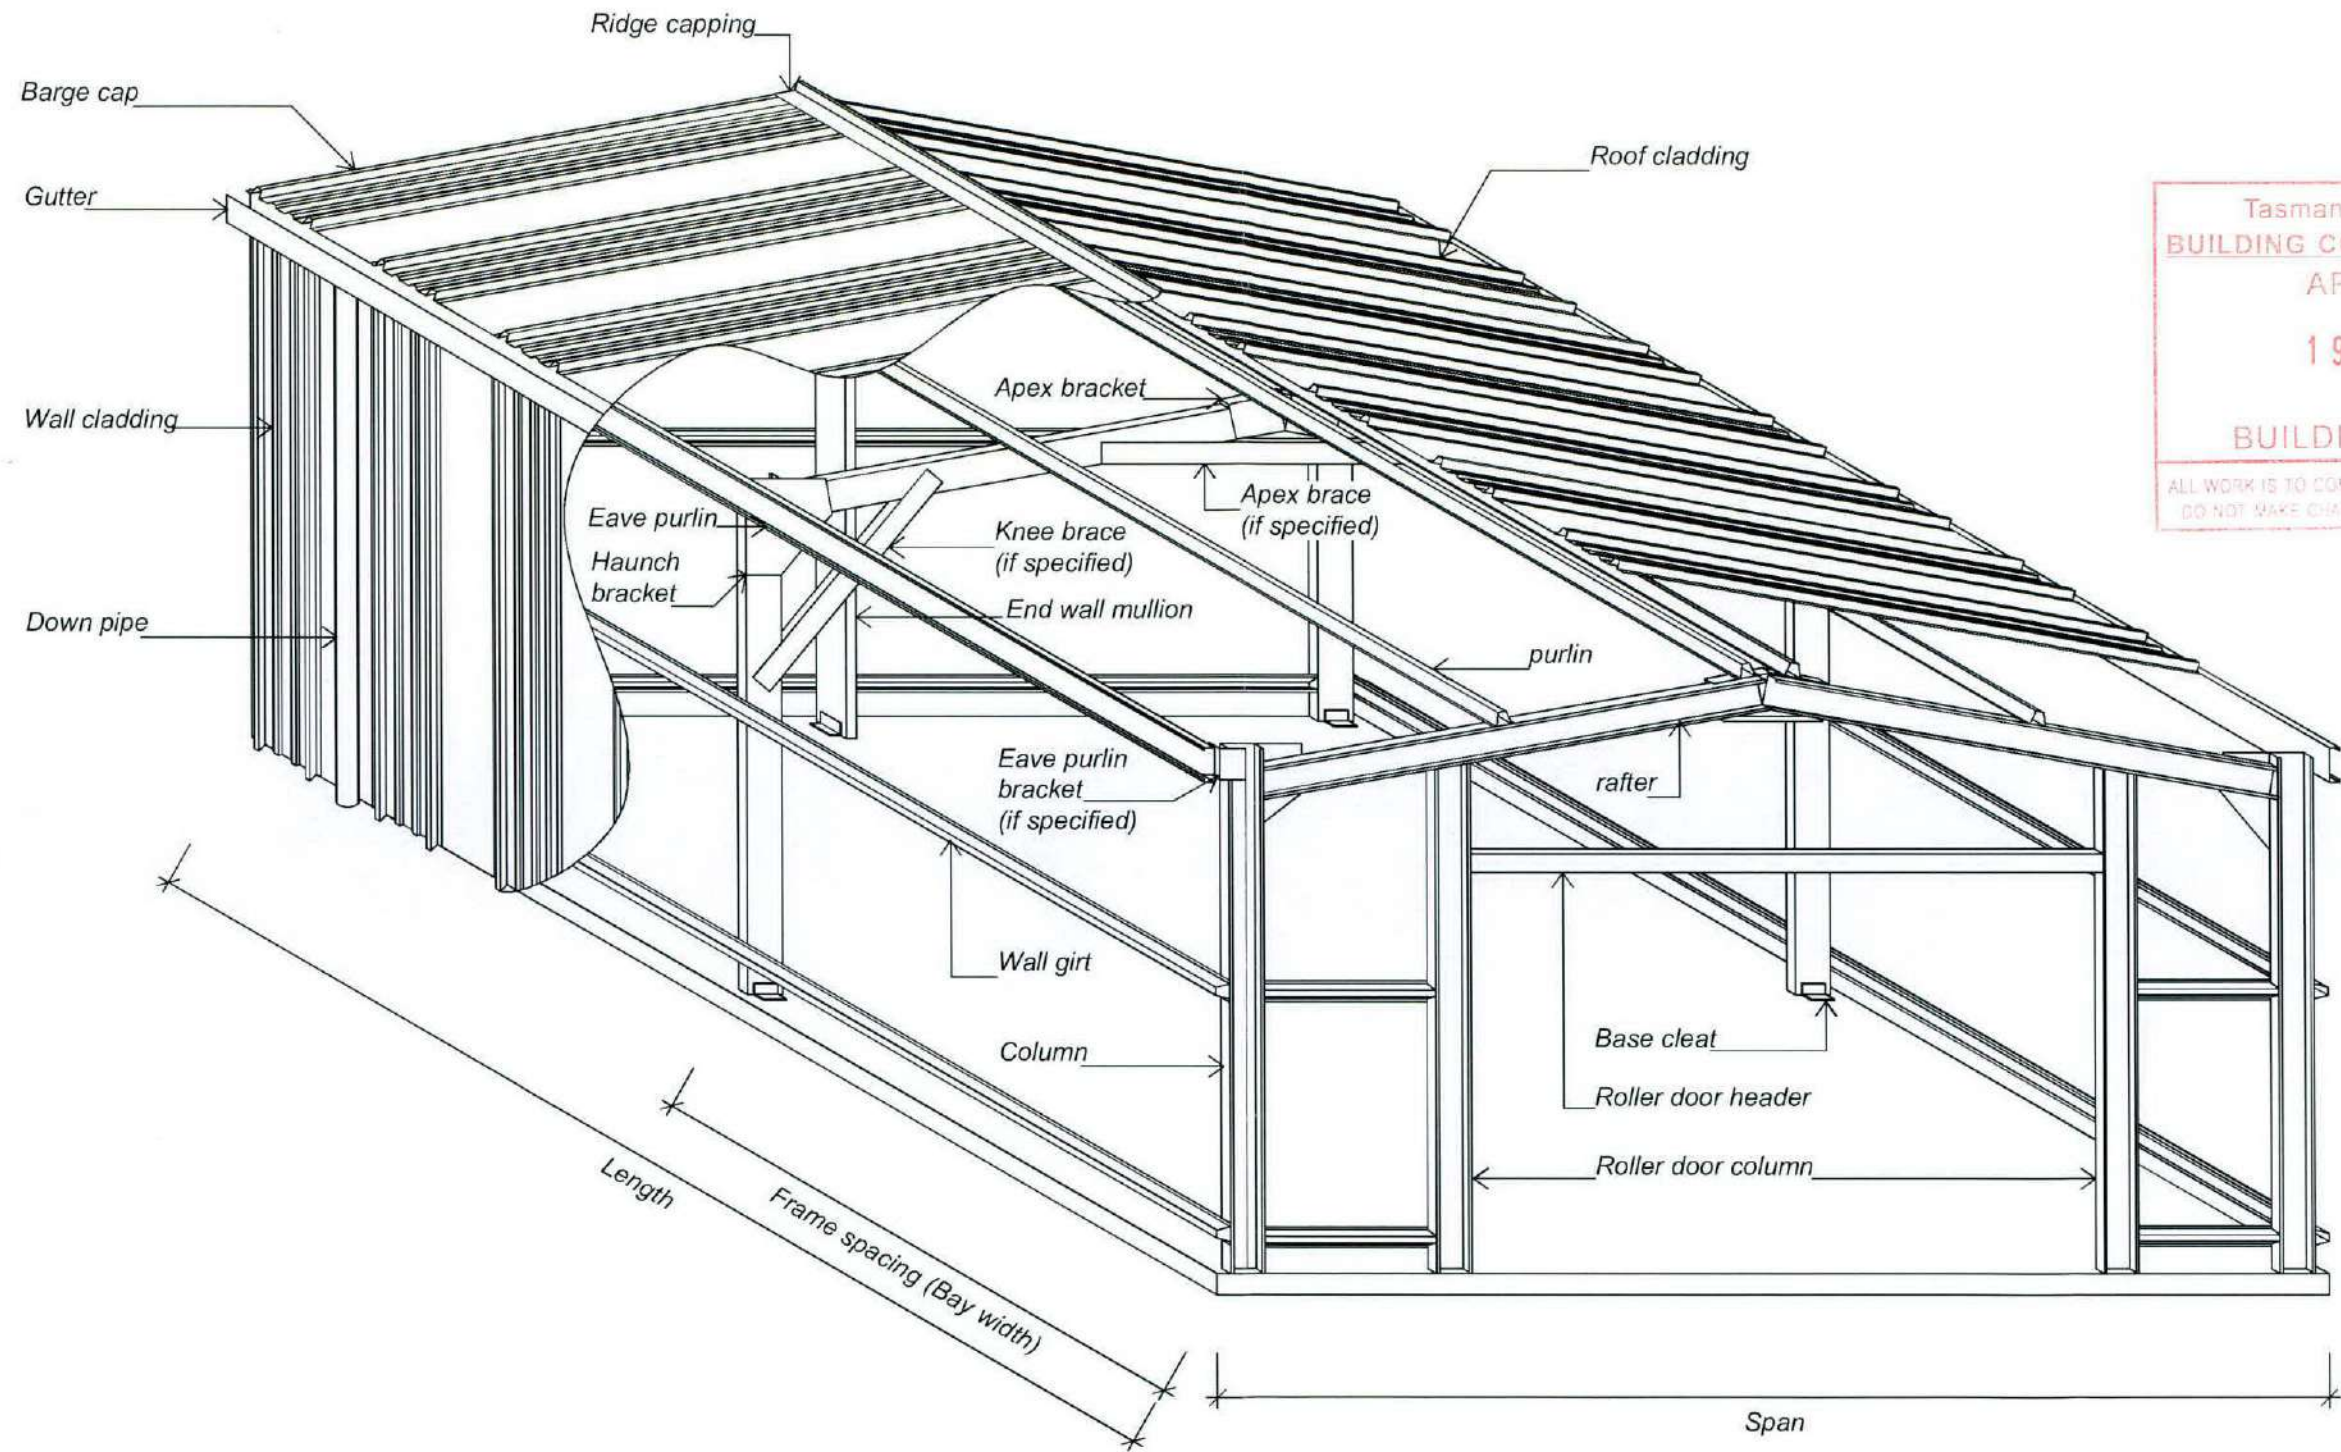 Ridge capping
Barge cap
Gutter
Roof cladding
Wall cladding
Down pipe
Apex bracket
Apex brace
(if specified)
Eave purlin
Haunch
bracket
Knee brace
(if specified)
End wall mullion
purlin
Eave purlin
bracket
(if specified)
rafter
Wall girt
Column
Base cleat
Roller door header
Roller door column
Length
Frame spacing (Bay width)
Span
BUILDING
ALL WORK IS TO
DO NOT MAKE